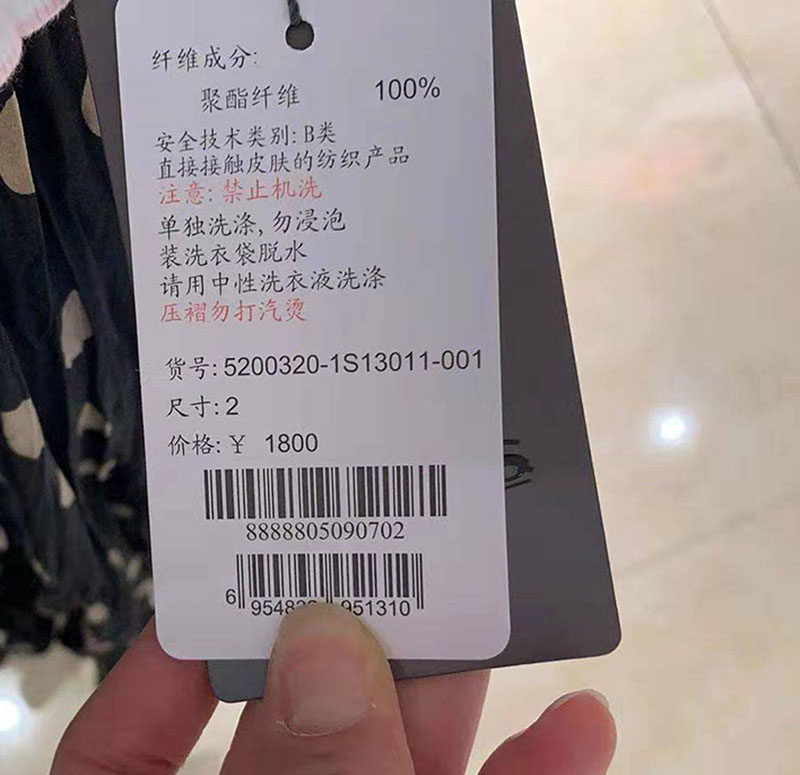 纤维成分:
聚酯纤维 100%
安全技术类别: B类
直接接触皮肤的纺织产品
注意: 禁止机洗
单独洗涤, 勿浸泡
装洗衣袋脱水
请用中性洗衣液洗涤
压褶勿打汽烫
货号: 5200320-1S13011-001
尺寸: 2
价格: ¥ 1800
8888805090702
6 951310